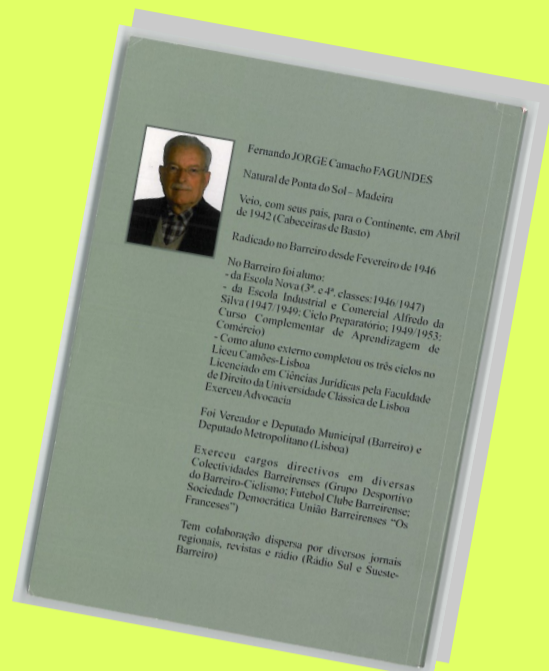 Fernando JORGE Camacho FAGUNDES
Natural de Ponta do Sol – Madeira
Veio, com seus pais, para o Continente, em Abril
de 1942 (Cabeceiras de Basto)
Radicado no Barreiro desde Fevereiro de 1946
No Barreiro foi aluno:
- da Escola Nova (3ª. e 4ª. classes:1946/1947)
- da Escola Industrial e Comercial Alfredo da
Silva (1947/1949: Ciclo Preparatório; 1949/1953:
Curso Complementar de Aprendizagem de
Comércio)
- Como aluno externo completou os três ciclos no
Liceu Camões-Lisboa
Licenciado em Ciências Jurídicas pela Faculdade
de Direito da Universidade Clássica de Lisboa
Exerceu Advocacia
Foi Vereador e Deputado Municipal (Barreiro) e
Deputado Metropolitano (Lisboa)
Exerceu cargos directivos em diversas
Colectividades Barreirenses (Grupo Desportivo
do Barreiro-Ciclismo; Futebol Clube Barreirense;
Sociedade Democrática União Barreirenses “Os
Franceses”)
Tem colaboração dispersa por diversos jornais
regionais, revistas e rádio (Rádio Sul e Sueste-
Barreiro)